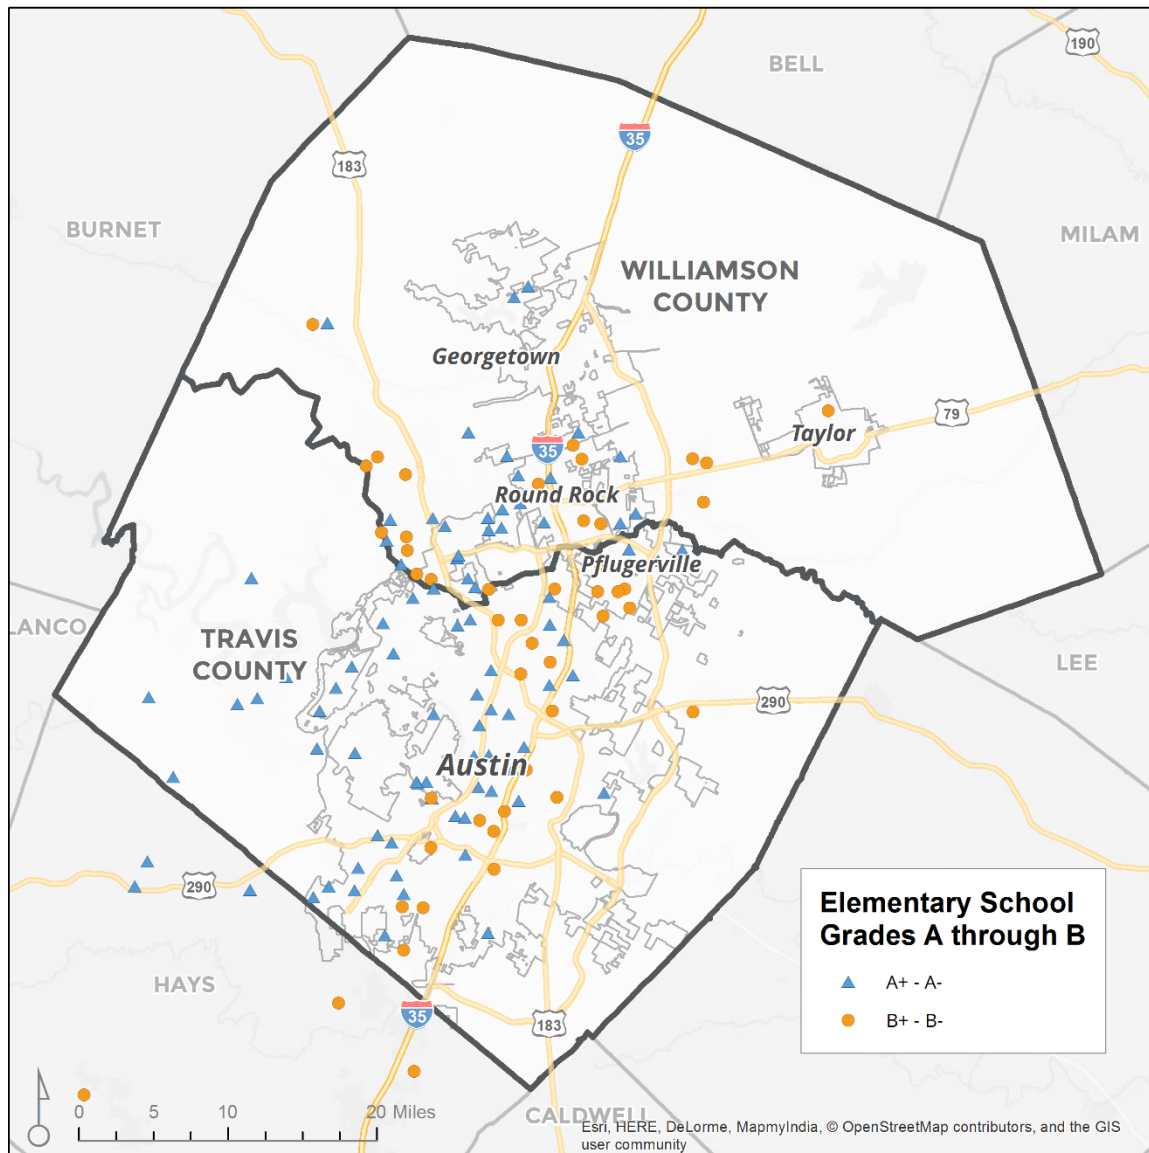 BELL
190
35
183
BURNET
MILAM
WILLIAMSON
COUNTY
Georgetown
79
Taylor
35
Round Rock
Pflugerville
LANCO
TRAVIS
COUNTY
LEE
290
Austin
290
Elementary School
Grades A through B
A+ - A-
B+ - B-
HAYS
35
183
0 5 10 20 Miles
CALDWELL
Esri, HERE, DeLorme, MapmyIndia, © OpenStreetMap contributors, and the GIS
user community